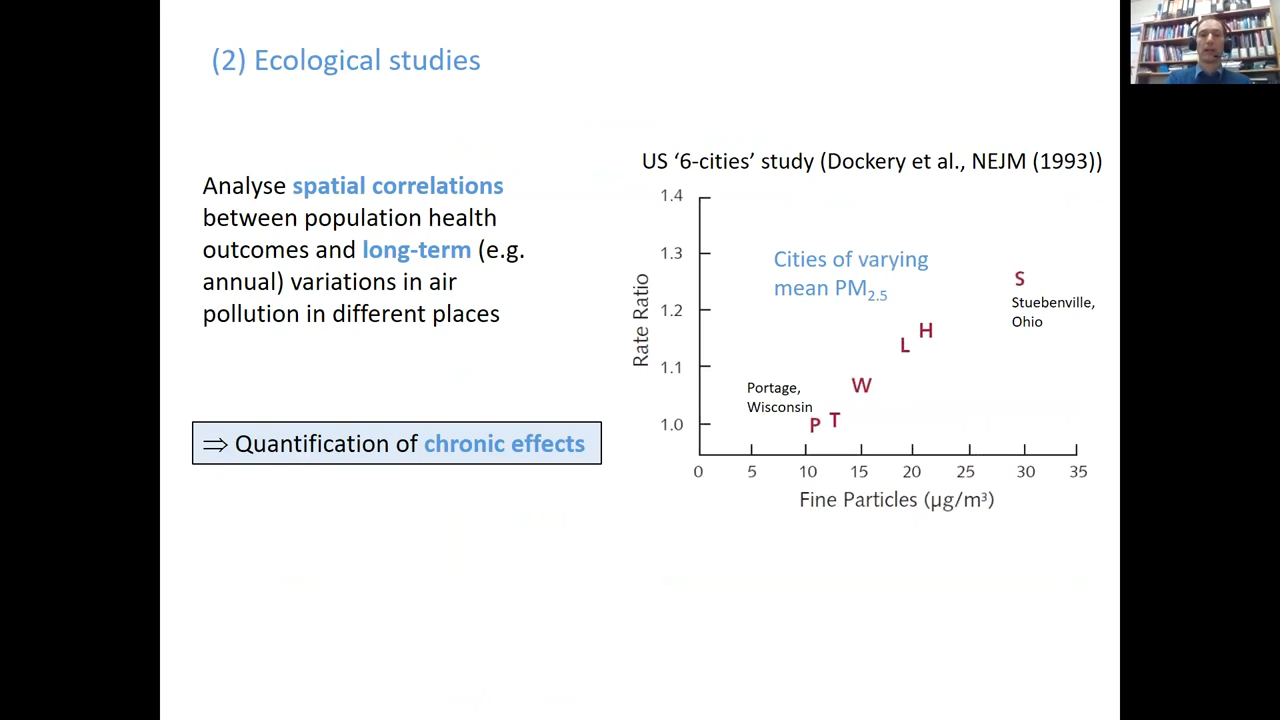 (2) Ecological studies
Analyse spatial correlations
between population health
outcomes and long-term (e.g.
annual) variations in air
pollution in different places
⇒ Quantification of chronic effects
US ‘6-cities’ study (Dockery et al., NEJM (1993))
1.4
1.3
1.2
1.1
1.0
Rate Ratio
Cities of varying
mean PM2.5
S
Stuebenville,
Ohio
H
L
W
Portage,
Wisconsin
P
T
0 5 10 15 20 25 30 35
Fine Particles (µg/m³)